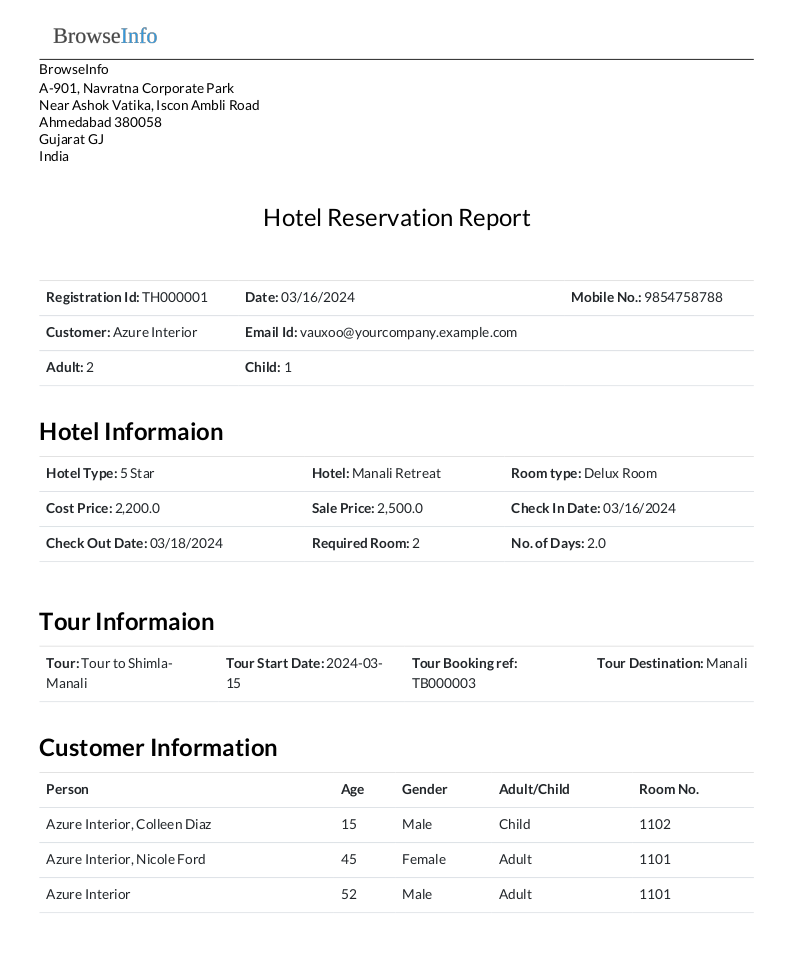 BrowseInfo
BrowseInfo
A-901, Navratna Corporate Park
Near Ashok Vatika, Iscon Ambli Road
Ahmedabad 380058
Gujarat GJ
India
Hotel Reservation Report
Registration Id: TH000001 Date: 03/16/2024 Mobile No.: 9854758788
Customer: Azure Interior Email Id: vauxoo@yourcompany.example.com
Adult: 2 Child: 1
Hotel Informaion
Hotel Type: 5 Star Hotel: Manali Retreat Room type: Delux Room
Cost Price: 2,200.0 Sale Price: 2,500.0 Check In Date: 03/16/2024
Check Out Date: 03/18/2024 Required Room: 2 No. of Days: 2.0
Tour Informaion
Tour: Tour to Shimla- Tour Start Date: 2024-03- Tour Booking ref: Tour Destination: Manali
Manali 15 TB000003
Customer Information
Person Age Gender Adult/Child Room No.
Azure Interior, Colleen Diaz 15 Male Child 1102
Azure Interior, Nicole Ford 45 Female Adult 1101
Azure Interior 52 Male Adult 1101